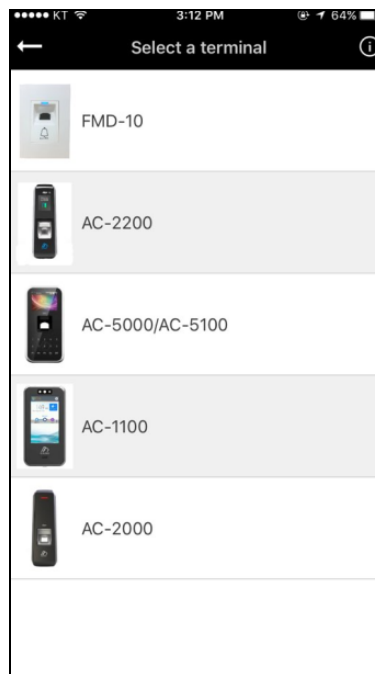 KT 3:12 PM 64%
Select a terminal
FMD-10
AC-2200
AC-5000/AC-5100
AC-1100
AC-2000